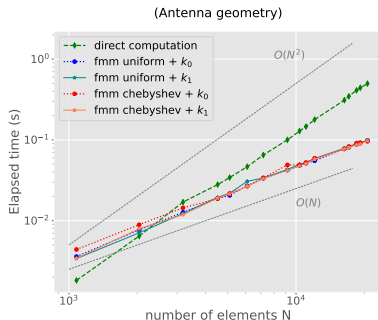 (Antenna geometry)
direct computation
fmm uniform + k₀
fmm uniform + k₁
fmm chebyshev + k₀
fmm chebyshev + k₁
O(N²)
O(N)
Elapsed time (s)
10⁰
10⁻¹
10⁻²
10³
10⁴
number of elements N